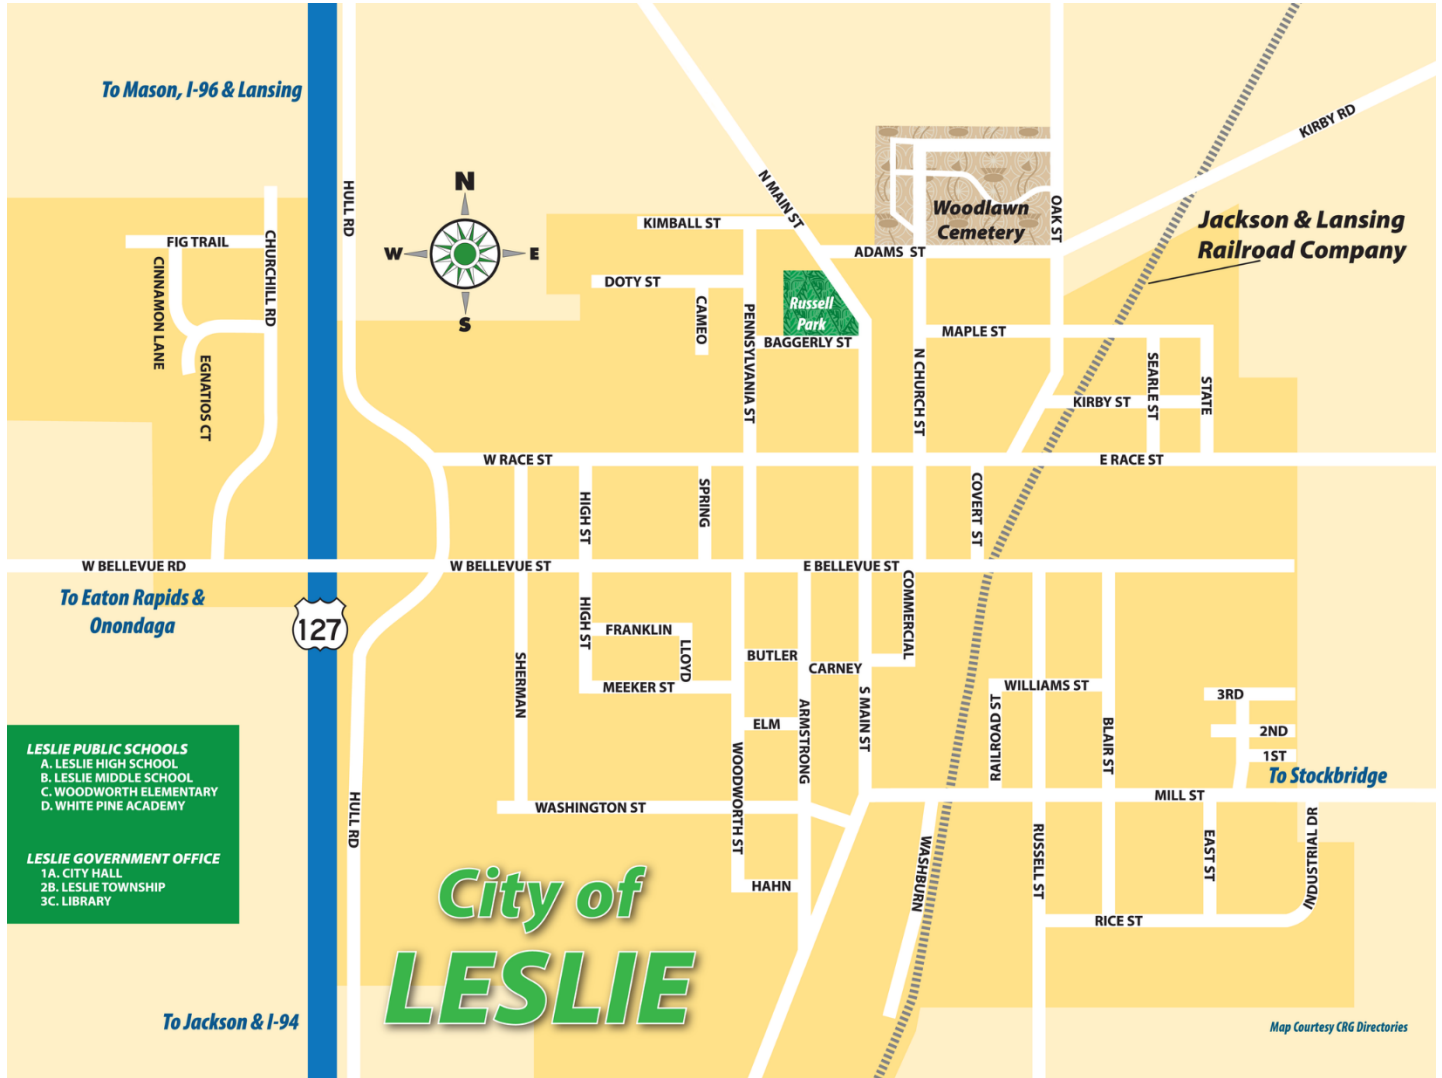 To Mason, I-96 & Lansing
HULL RD
N
W
E
S
N MAIN ST
KIMBALL ST
Woodlawn
Cemetery
OAK ST
KIRBY RD
Jackson & Lansing
Railroad Company
FIG TRAIL
CHURCHILL RD
CINNAMON LANE
EGNATIOS CT
ADAMS ST
DOTY ST
CAMEO
PENNSYLVANIA ST
Russell
Park
BAGGERLY ST
MAPLE ST
N CHURCH ST
SEARLE ST
STATE
KIRBY ST
W RACE ST
E RACE ST
HIGH ST
SPRING
COVERT ST
W BELLEVUE RD
W BELLEVUE ST
E BELLEVUE ST
To Eaton Rapids &
Onondaga
127
COMMERCIAL
HIGH ST
FRANKLIN
LLOYD
SHERMAN
MEEKER ST
BUTLER
CARNEY
S MAIN ST
ELM
ARMSTRONG
WOODWORTH ST
WILLIAMS ST
RAILROAD ST
BLAIR ST
3RD
2ND
1ST
To Stockbridge
MILL ST
WASHINGTON ST
HULL RD
HAHN
WASHBURN
RUSSELL ST
EAST ST
INDUSTRIAL DR
RICE ST
LESLIE PUBLIC SCHOOLS
A. LESLIE HIGH SCHOOL
B. LESLIE MIDDLE SCHOOL
C. WOODWORTH ELEMENTARY
D. WHITE PINE ACADEMY
LESLIE GOVERNMENT OFFICE
1A. CITY HALL
2B. LESLIE TOWNSHIP
3C. LIBRARY
City of
LESLIE
To Jackson & I-94
Map Courtesy CRG Directories